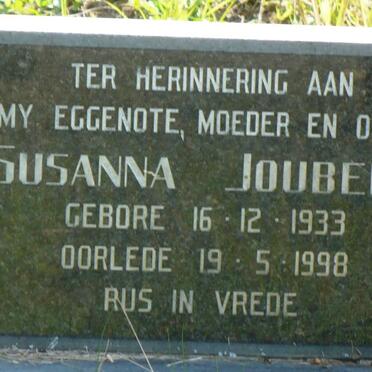 TER HERINNERING AAN
MY EGGENOTE, MOEDER EN O
SUSANNA JOUBE
GEBORE 16·12·1933
OORLEDE 19·5·1998
RUS IN VREDE